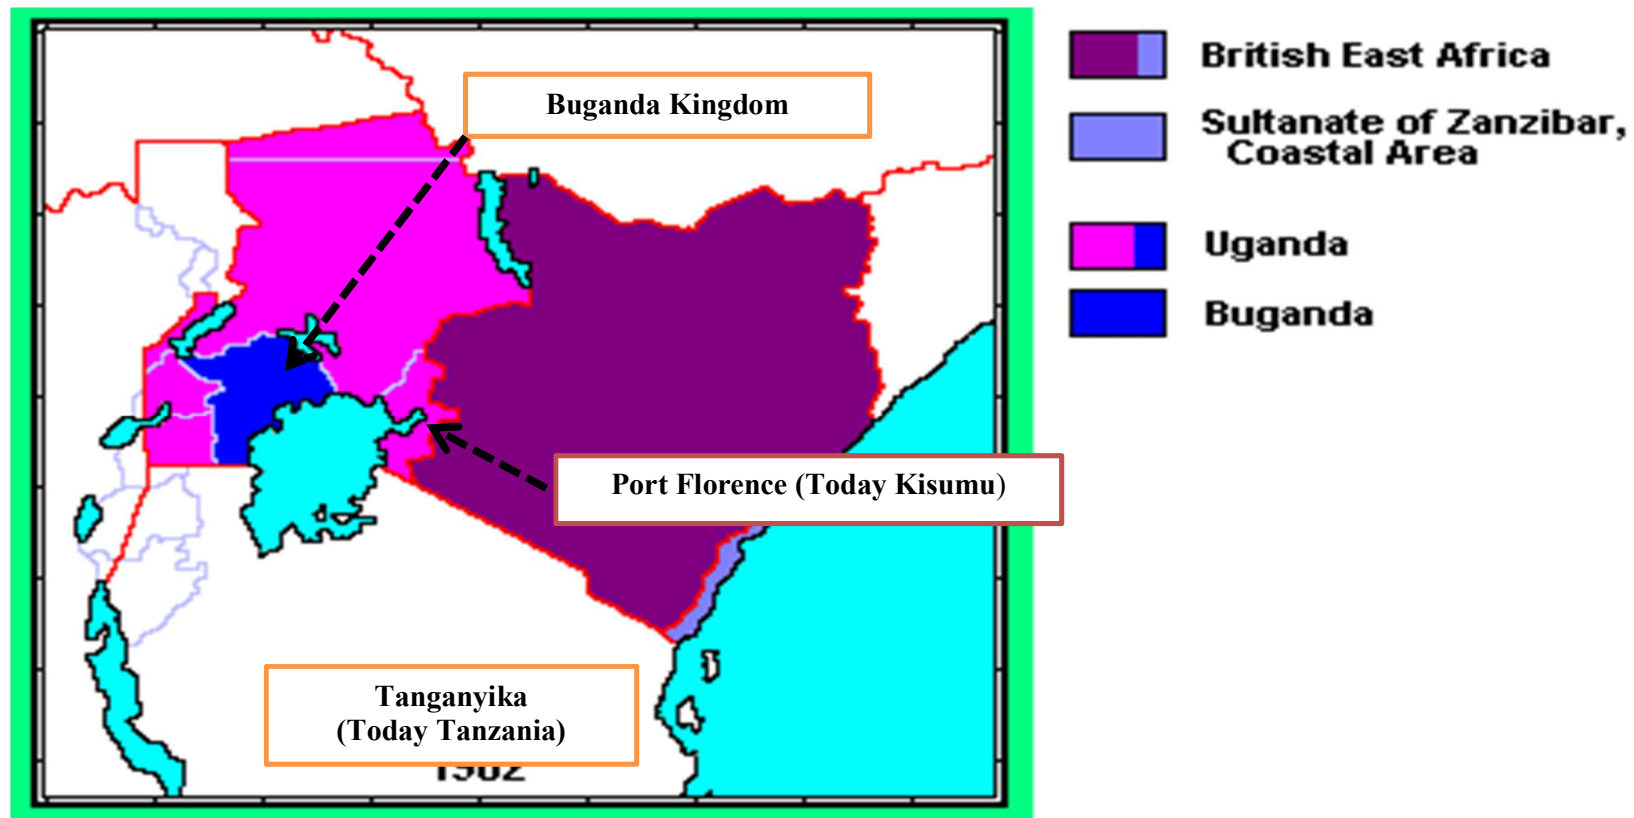 Buganda Kingdom
Port Florence (Today Kisumu)
Tanganyika
(Today Tanzania)
British East Africa
Sultanate of Zanzibar,
Coastal Area
Uganda
Buganda